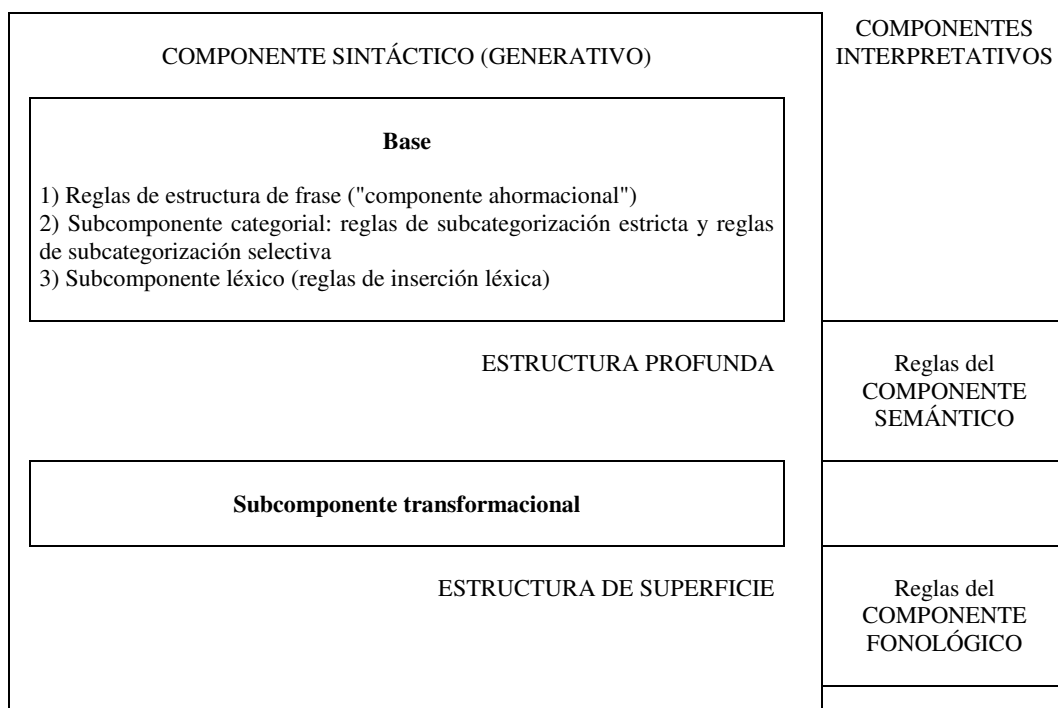 COMPONENTE SINTÁCTICO (GENERATIVO)
COMPONENTES
INTERPRETATIVOS
Base
1) Reglas de estructura de frase ("componente ahormacional")
2) Subcomponente categorial: reglas de subcategorización estricta y reglas
de subcategorización selectiva
3) Subcomponente léxico (reglas de inserción léxica)
ESTRUCTURA PROFUNDA
Reglas del
COMPONENTE
SEMÁNTICO
Subcomponente transformacional
ESTRUCTURA DE SUPERFICIE
Reglas del
COMPONENTE
FONOLÓGICO